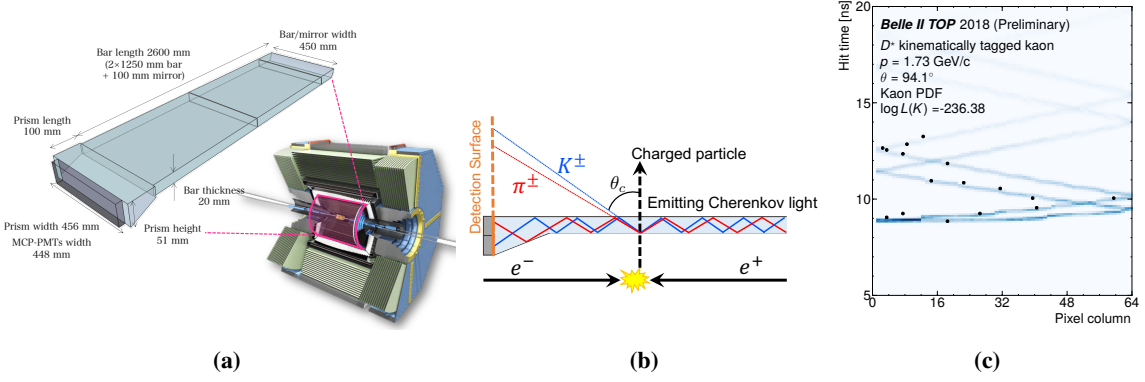 Bar/mirror width
450 mm
Bar length 2600 mm
(2×1250 mm bar
+ 100 mm mirror)
Prism length
100 mm
Bar thickness
20 mm
Prism width 456 mm
MCP-PMTs width
448 mm
Prism height
51 mm
(a)
Detection Surface
K±
π±
θc
Charged particle
Emitting Cherenkov light
e−
e+
(b)
Hit time [ns]
20
15
10
5
Belle II TOP 2018 (Preliminary)
D* kinematically tagged kaon
p = 1.73 GeV/c
θ = 94.1°
Kaon PDF
log L(K) =-236.38
0 16 32 48 64
Pixel column
(c)